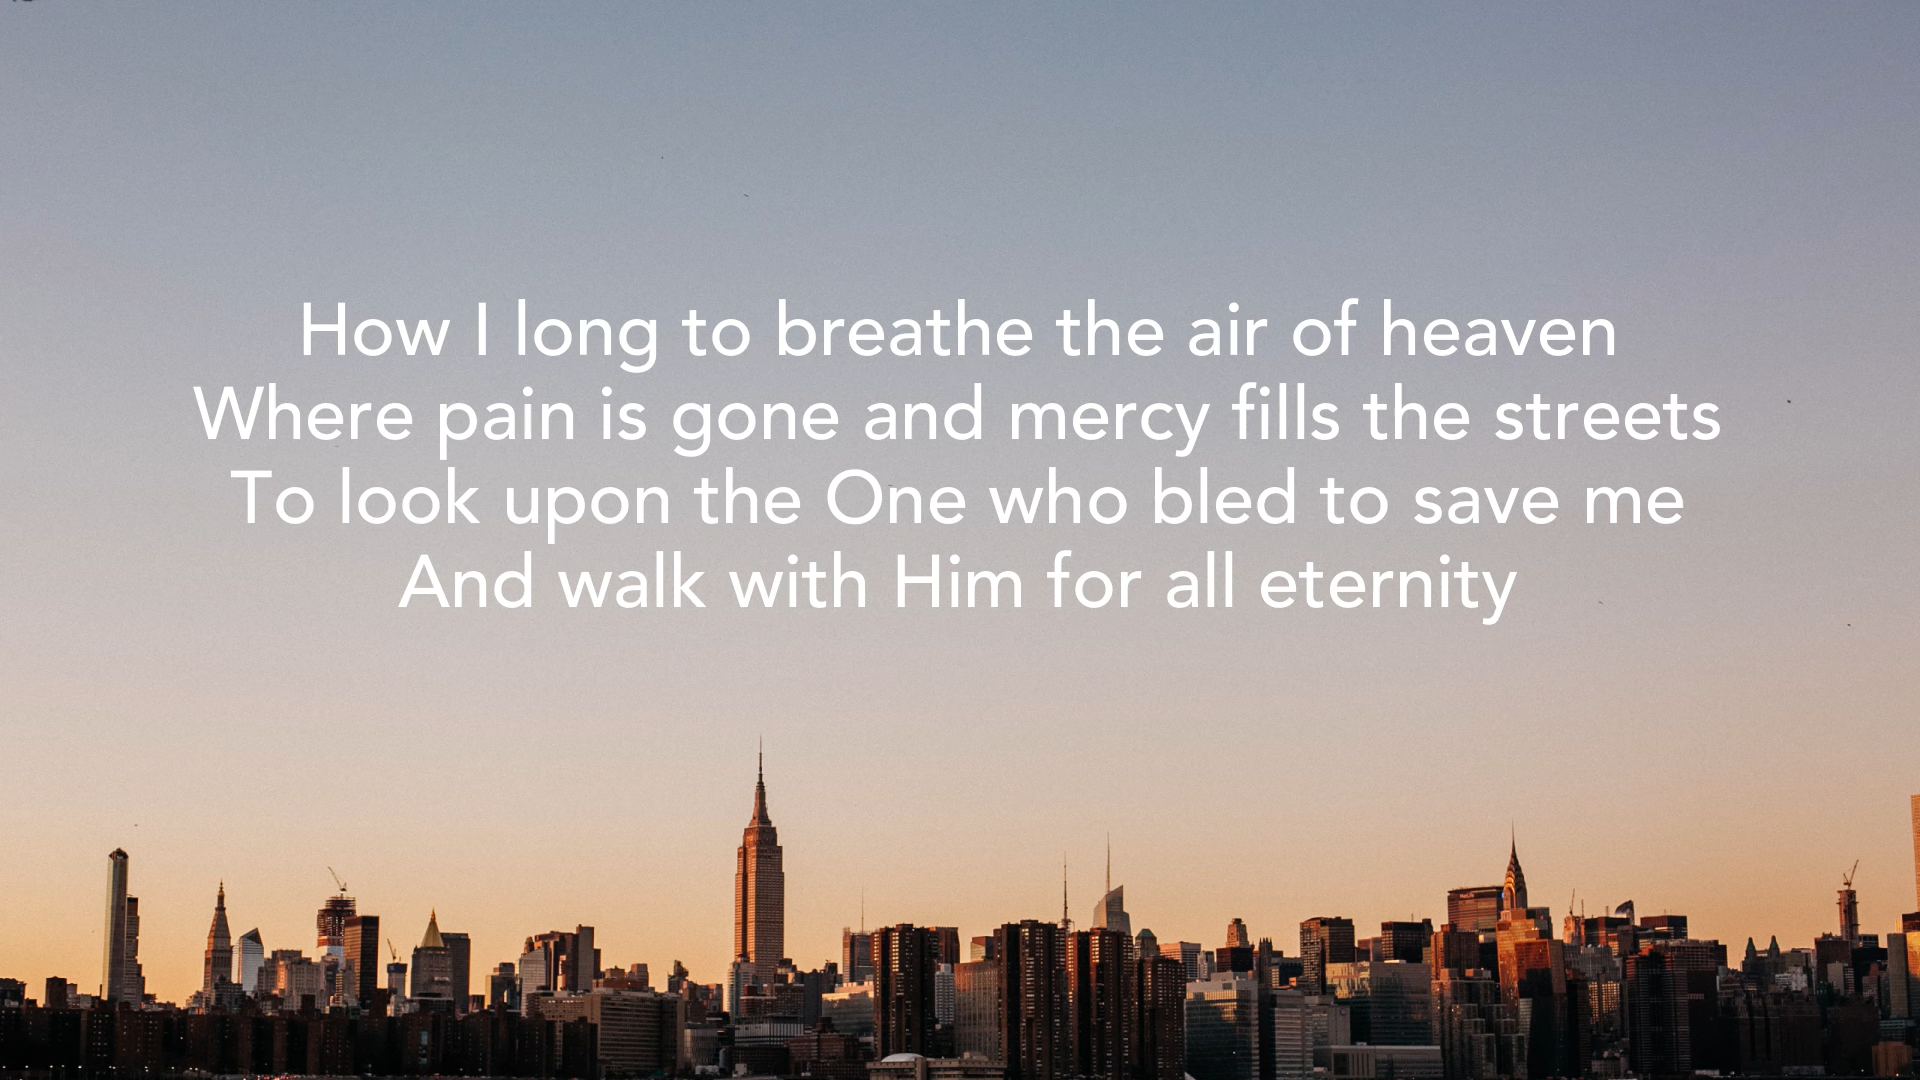 How I long to breathe the air of heaven
Where pain is gone and mercy fills the streets
To look upon the One who bled to save me
And walk with Him for all eternity